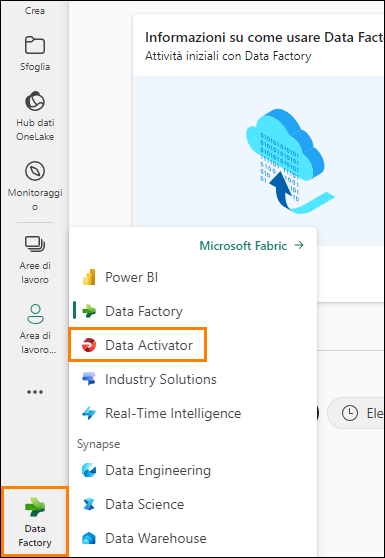 Crea
Sfoglia
Hub dati
OneLake
Monitoraggi
o
Aree di
lavoro
Area di
lavoro...
Data
Factory
Informazioni su come usare Data Fact
Attività iniziali con Data Factory
Microsoft Fabric
Power BI
Data Factory
Data Activator
Industry Solutions
Real-Time Intelligence
Synapse
Data Engineering
Data Science
Data Warehouse
Ele